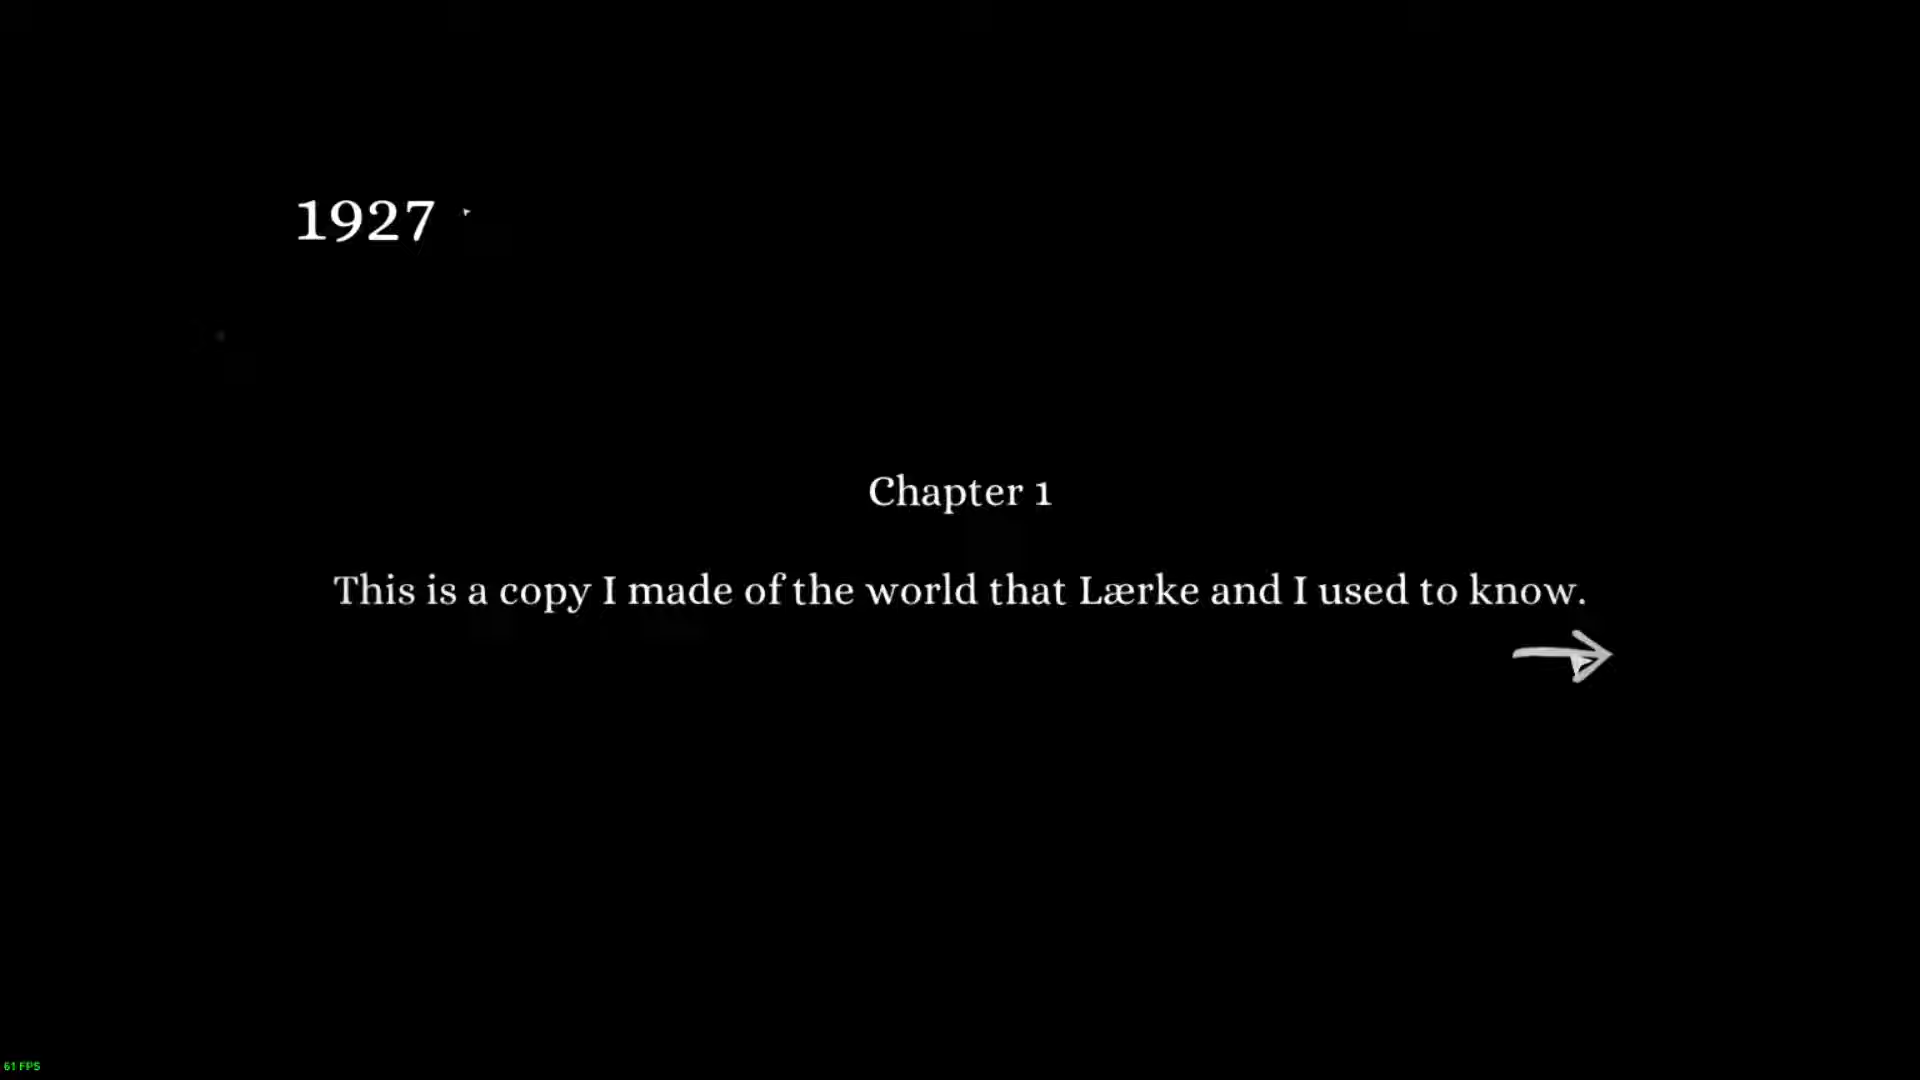 1927
Chapter 1
This is a copy I made of the world that Lærke and I used to know.
61 FPS